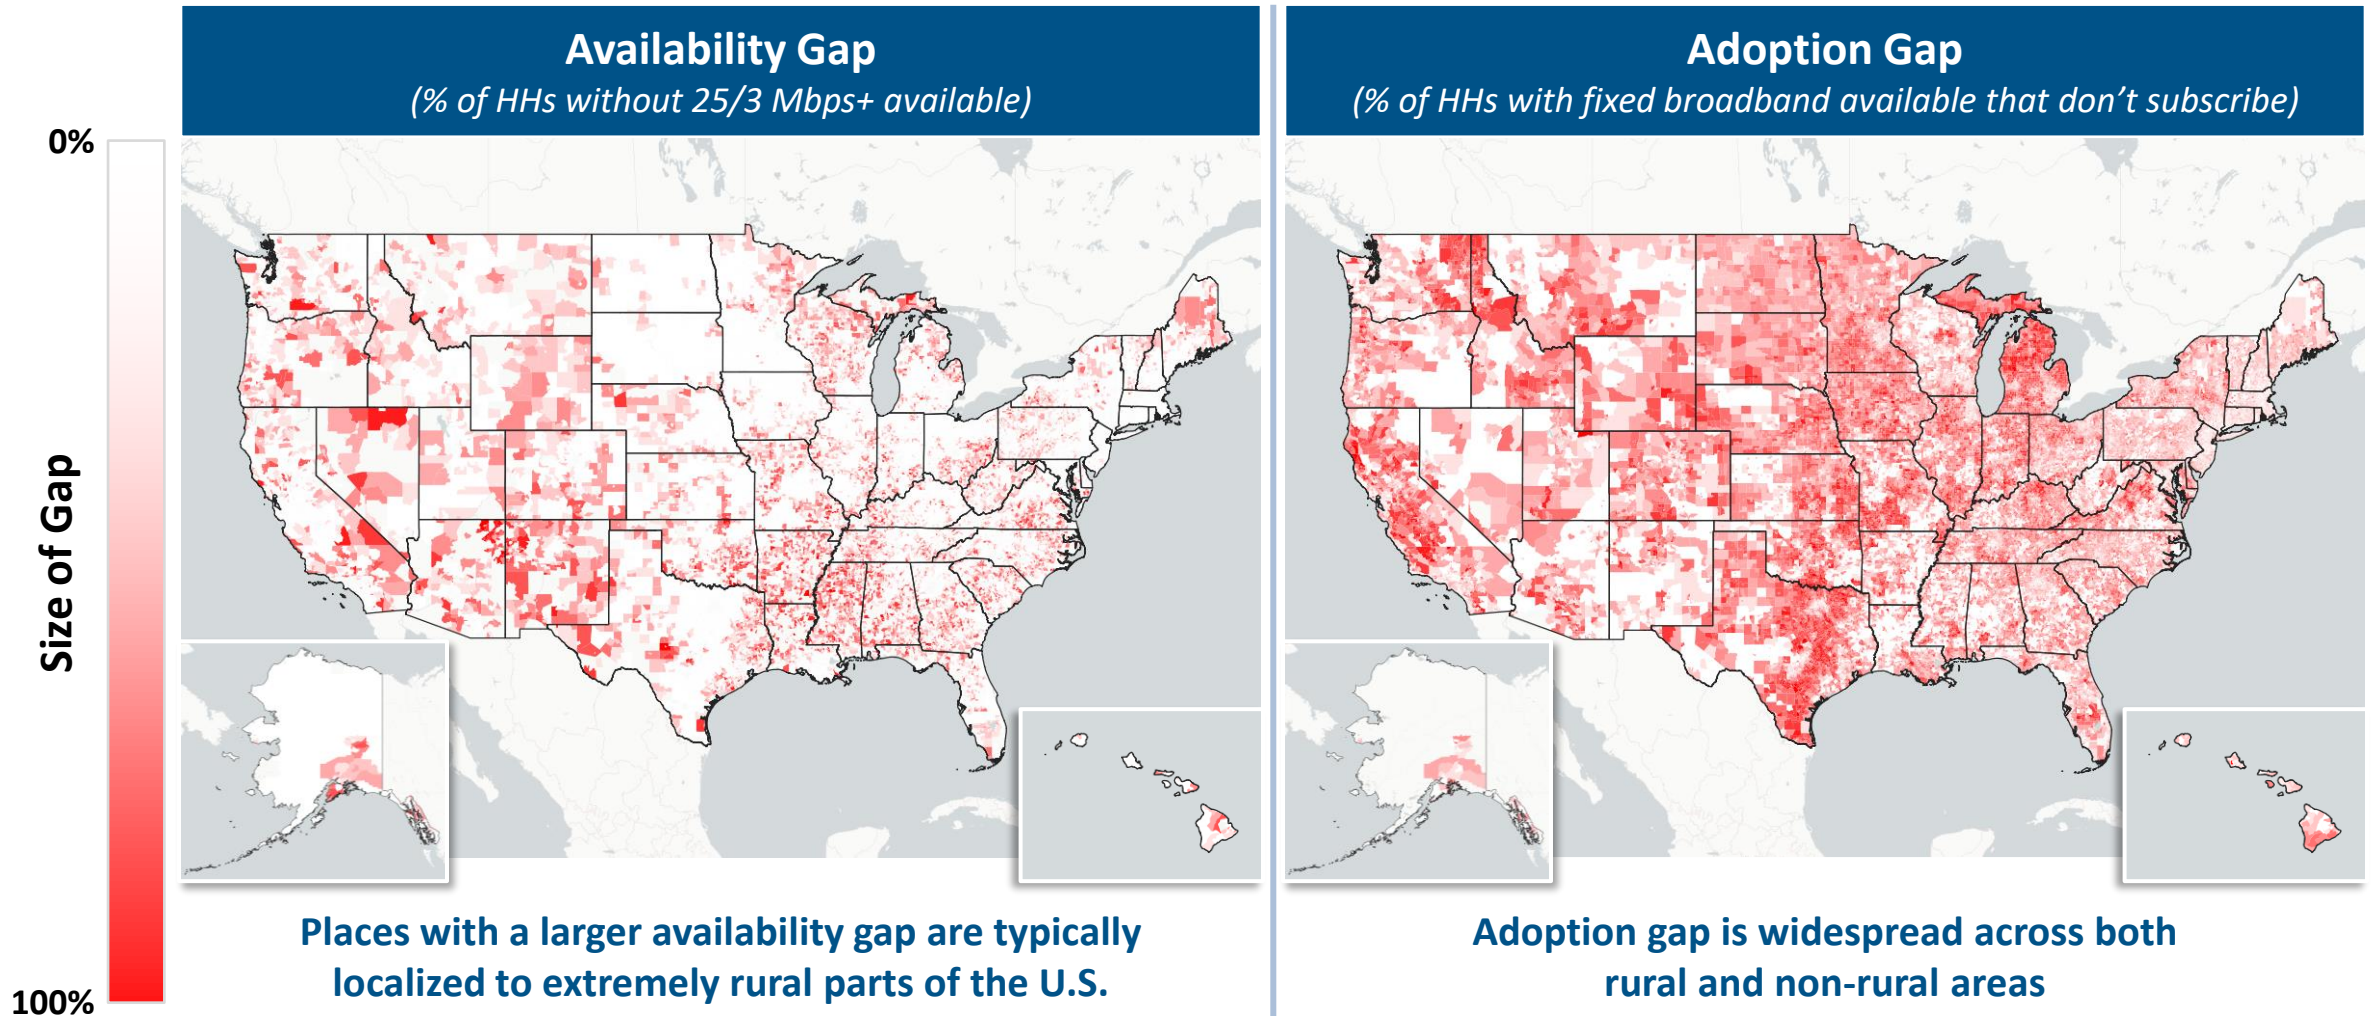 Availability Gap
(% of HHs without 25/3 Mbps+ available)
Adoption Gap
(% of HHs with fixed broadband available that don’t subscribe)
0%
Size of Gap
100%
Places with a larger availability gap are typically
localized to extremely rural parts of the U.S.
Adoption gap is widespread across both
rural and non-rural areas